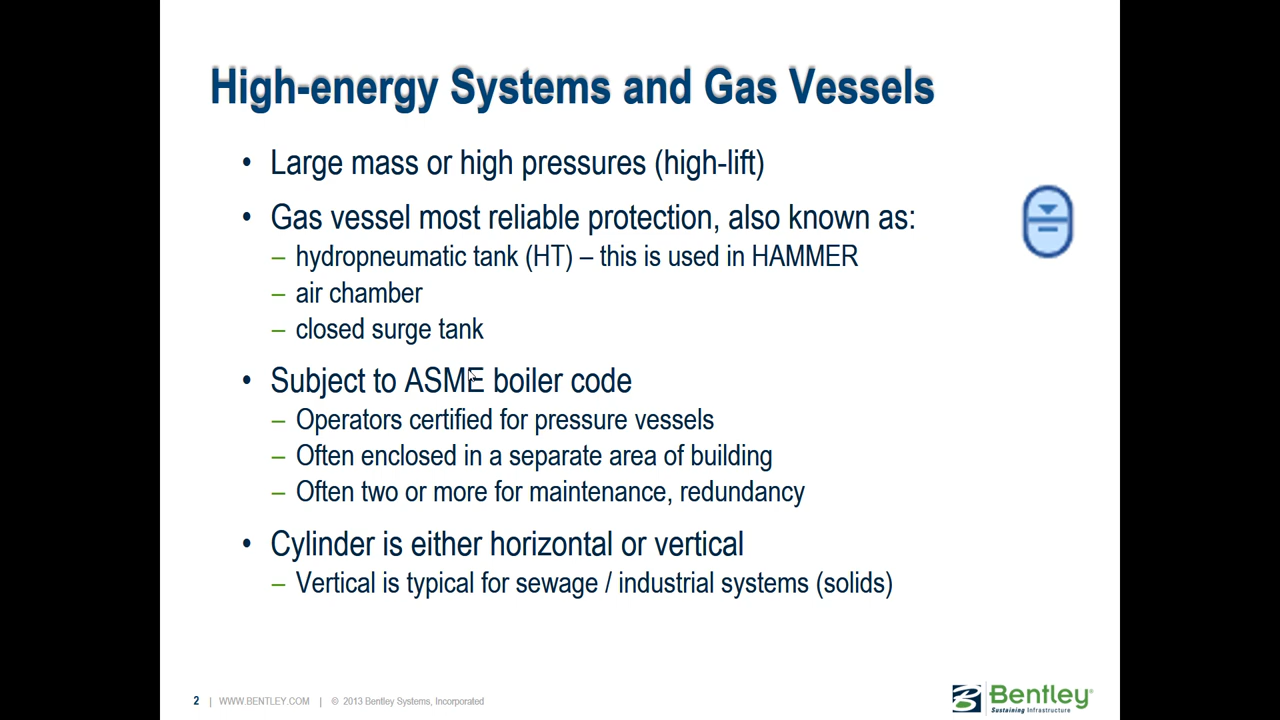 High-energy Systems and Gas Vessels
• Large mass or high pressures (high-lift)
• Gas vessel most reliable protection, also known as:
– hydropneumatic tank (HT) – this is used in HAMMER
– air chamber
– closed surge tank
• Subject to ASME boiler code
– Operators certified for pressure vessels
– Often enclosed in a separate area of building
– Often two or more for maintenance, redundancy
• Cylinder is either horizontal or vertical
– Vertical is typical for sewage / industrial systems (solids)
2 | WWW.BENTLEY.COM | © 2013 Bentley Systems, Incorporated
Bentley®
Sustaining Infrastructure